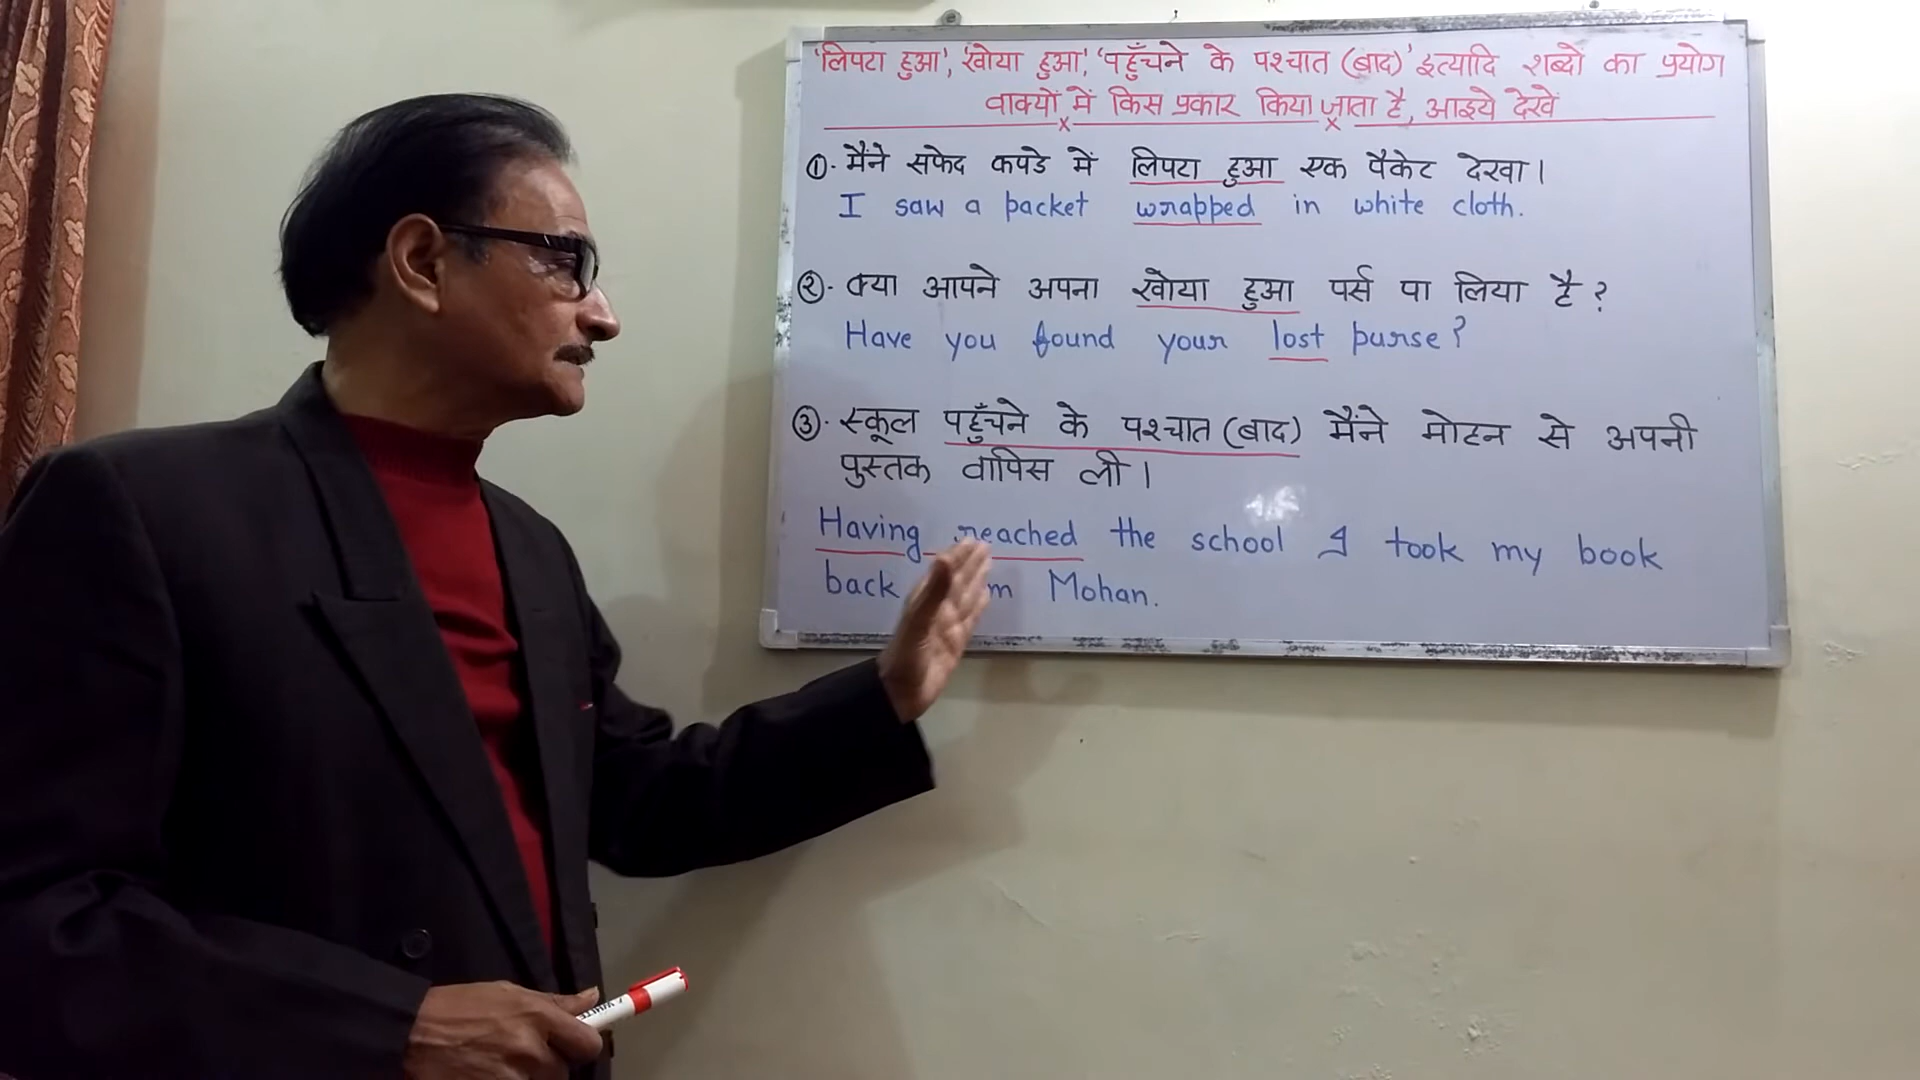 'लिपटा हुआ', 'खोया हुआ', 'पहुँचने के पश्चात (बाद)' इत्यादि शब्दों का प्रयोग
वाक्यों में किस प्रकार किया जाता है, आइये देखें
①. मैंने सफेद कपडे में लिपटा हुआ एक पैकेट देखा।
I saw a packet wrapped in white cloth.
②. क्या आपने अपना खोया हुआ पर्स पा लिया है ?
Have you found your lost purse?
③. स्कूल पहुँचने के पश्चात (बाद) मैंने मोहन से अपनी
पुस्तक वापिस ली।
Having reached the school I took my book
back m Mohan.